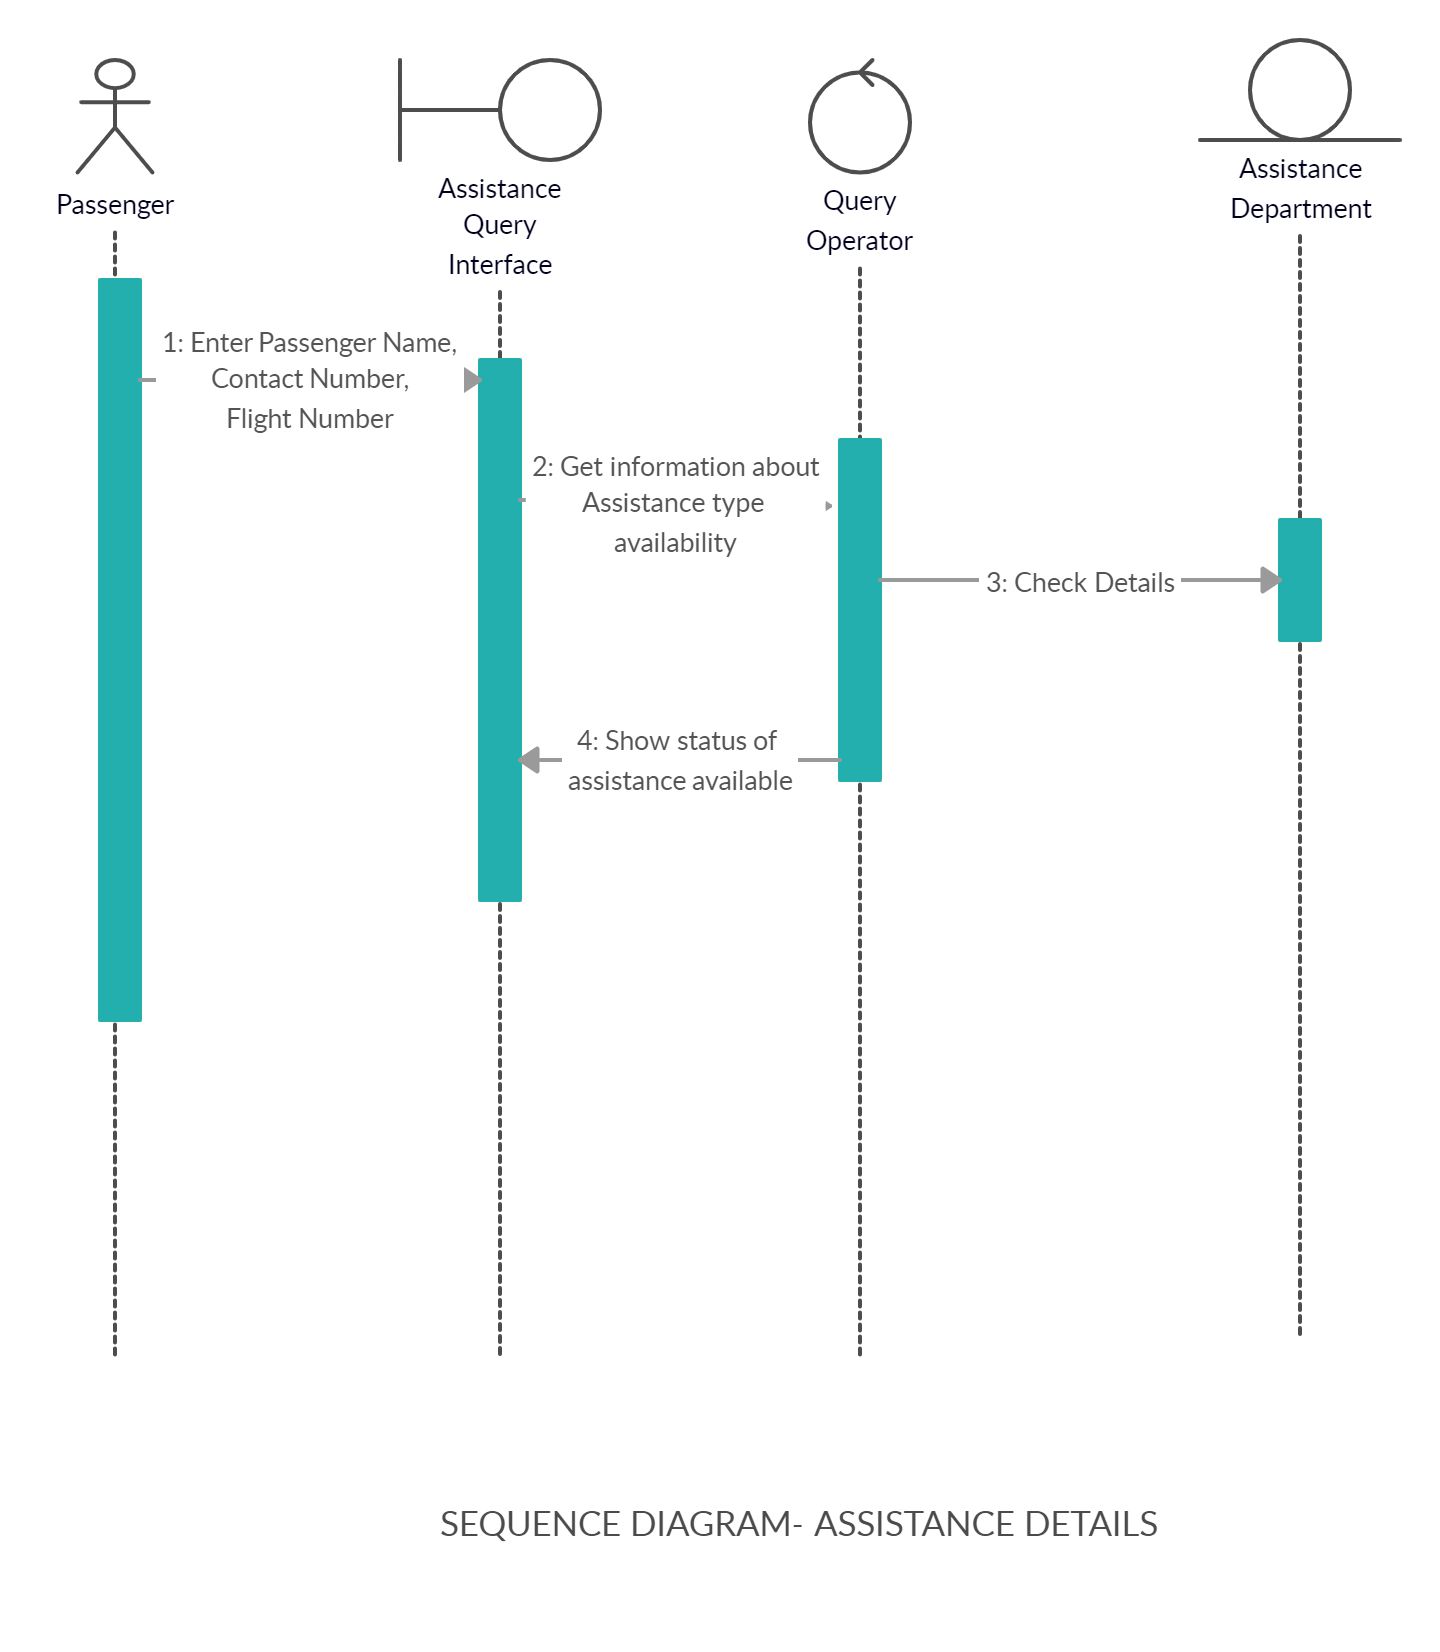 Passenger
Assistance
Query
Interface
Query
Operator
Assistance
Department
1: Enter Passenger Name,
Contact Number,
Flight Number
2: Get information about
Assistance type
availability
3: Check Details
4: Show status of
assistance available
SEQUENCE DIAGRAM- ASSISTANCE DETAILS